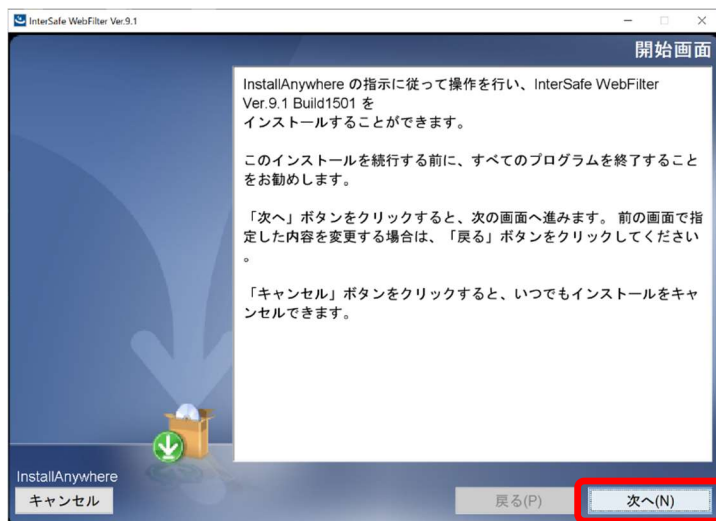 InterSafe WebFilter Ver.9.1
開始画面
InstallAnywhere の指示に従って操作を行い、InterSafe WebFilter
Ver.9.1 Build1501 を
インストールすることができます。
このインストールを続行する前に、すべてのプログラムを終了すること
をお勧めします。
「次へ」ボタンをクリックすると、次の画面へ進みます。 前の画面で指
定した内容を変更する場合は、「戻る」ボタンをクリックしてください
。
「キャンセル」ボタンをクリックすると、いつでもインストールをキャ
ンセルできます。
InstallAnywhere
キャンセル
戻る(P)
次へ(N)